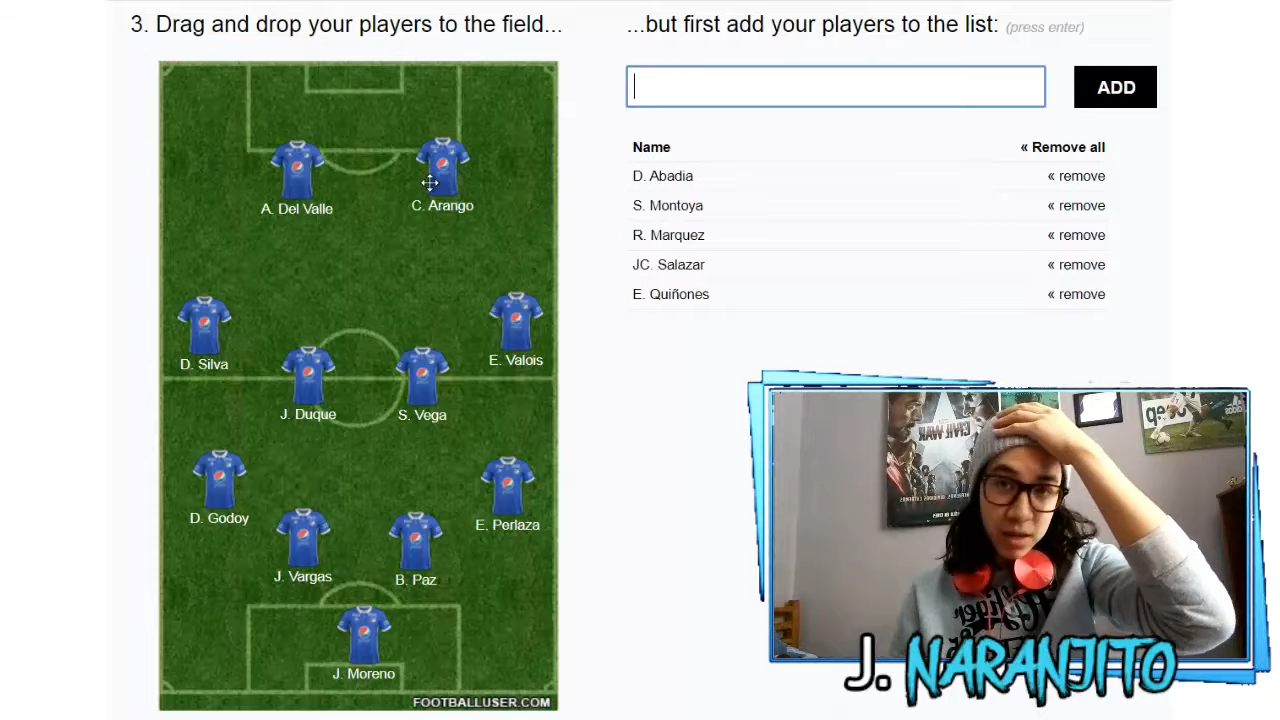 3. Drag and drop your players to the field...
...but first add your players to the list: (press enter)
ADD
Name « Remove all
D. Abadia « remove
S. Montoya « remove
R. Marquez « remove
JC. Salazar « remove
E. Quiñones « remove
A. Del Valle
C. Arango
D. Silva
E. Valois
J. Duque
S. Vega
D. Godoy
E. Perlaza
J. Vargas
B. Paz
J. Moreno
FOOTBALLUSER.COM
CIVIL WAR
J. NARANJITO